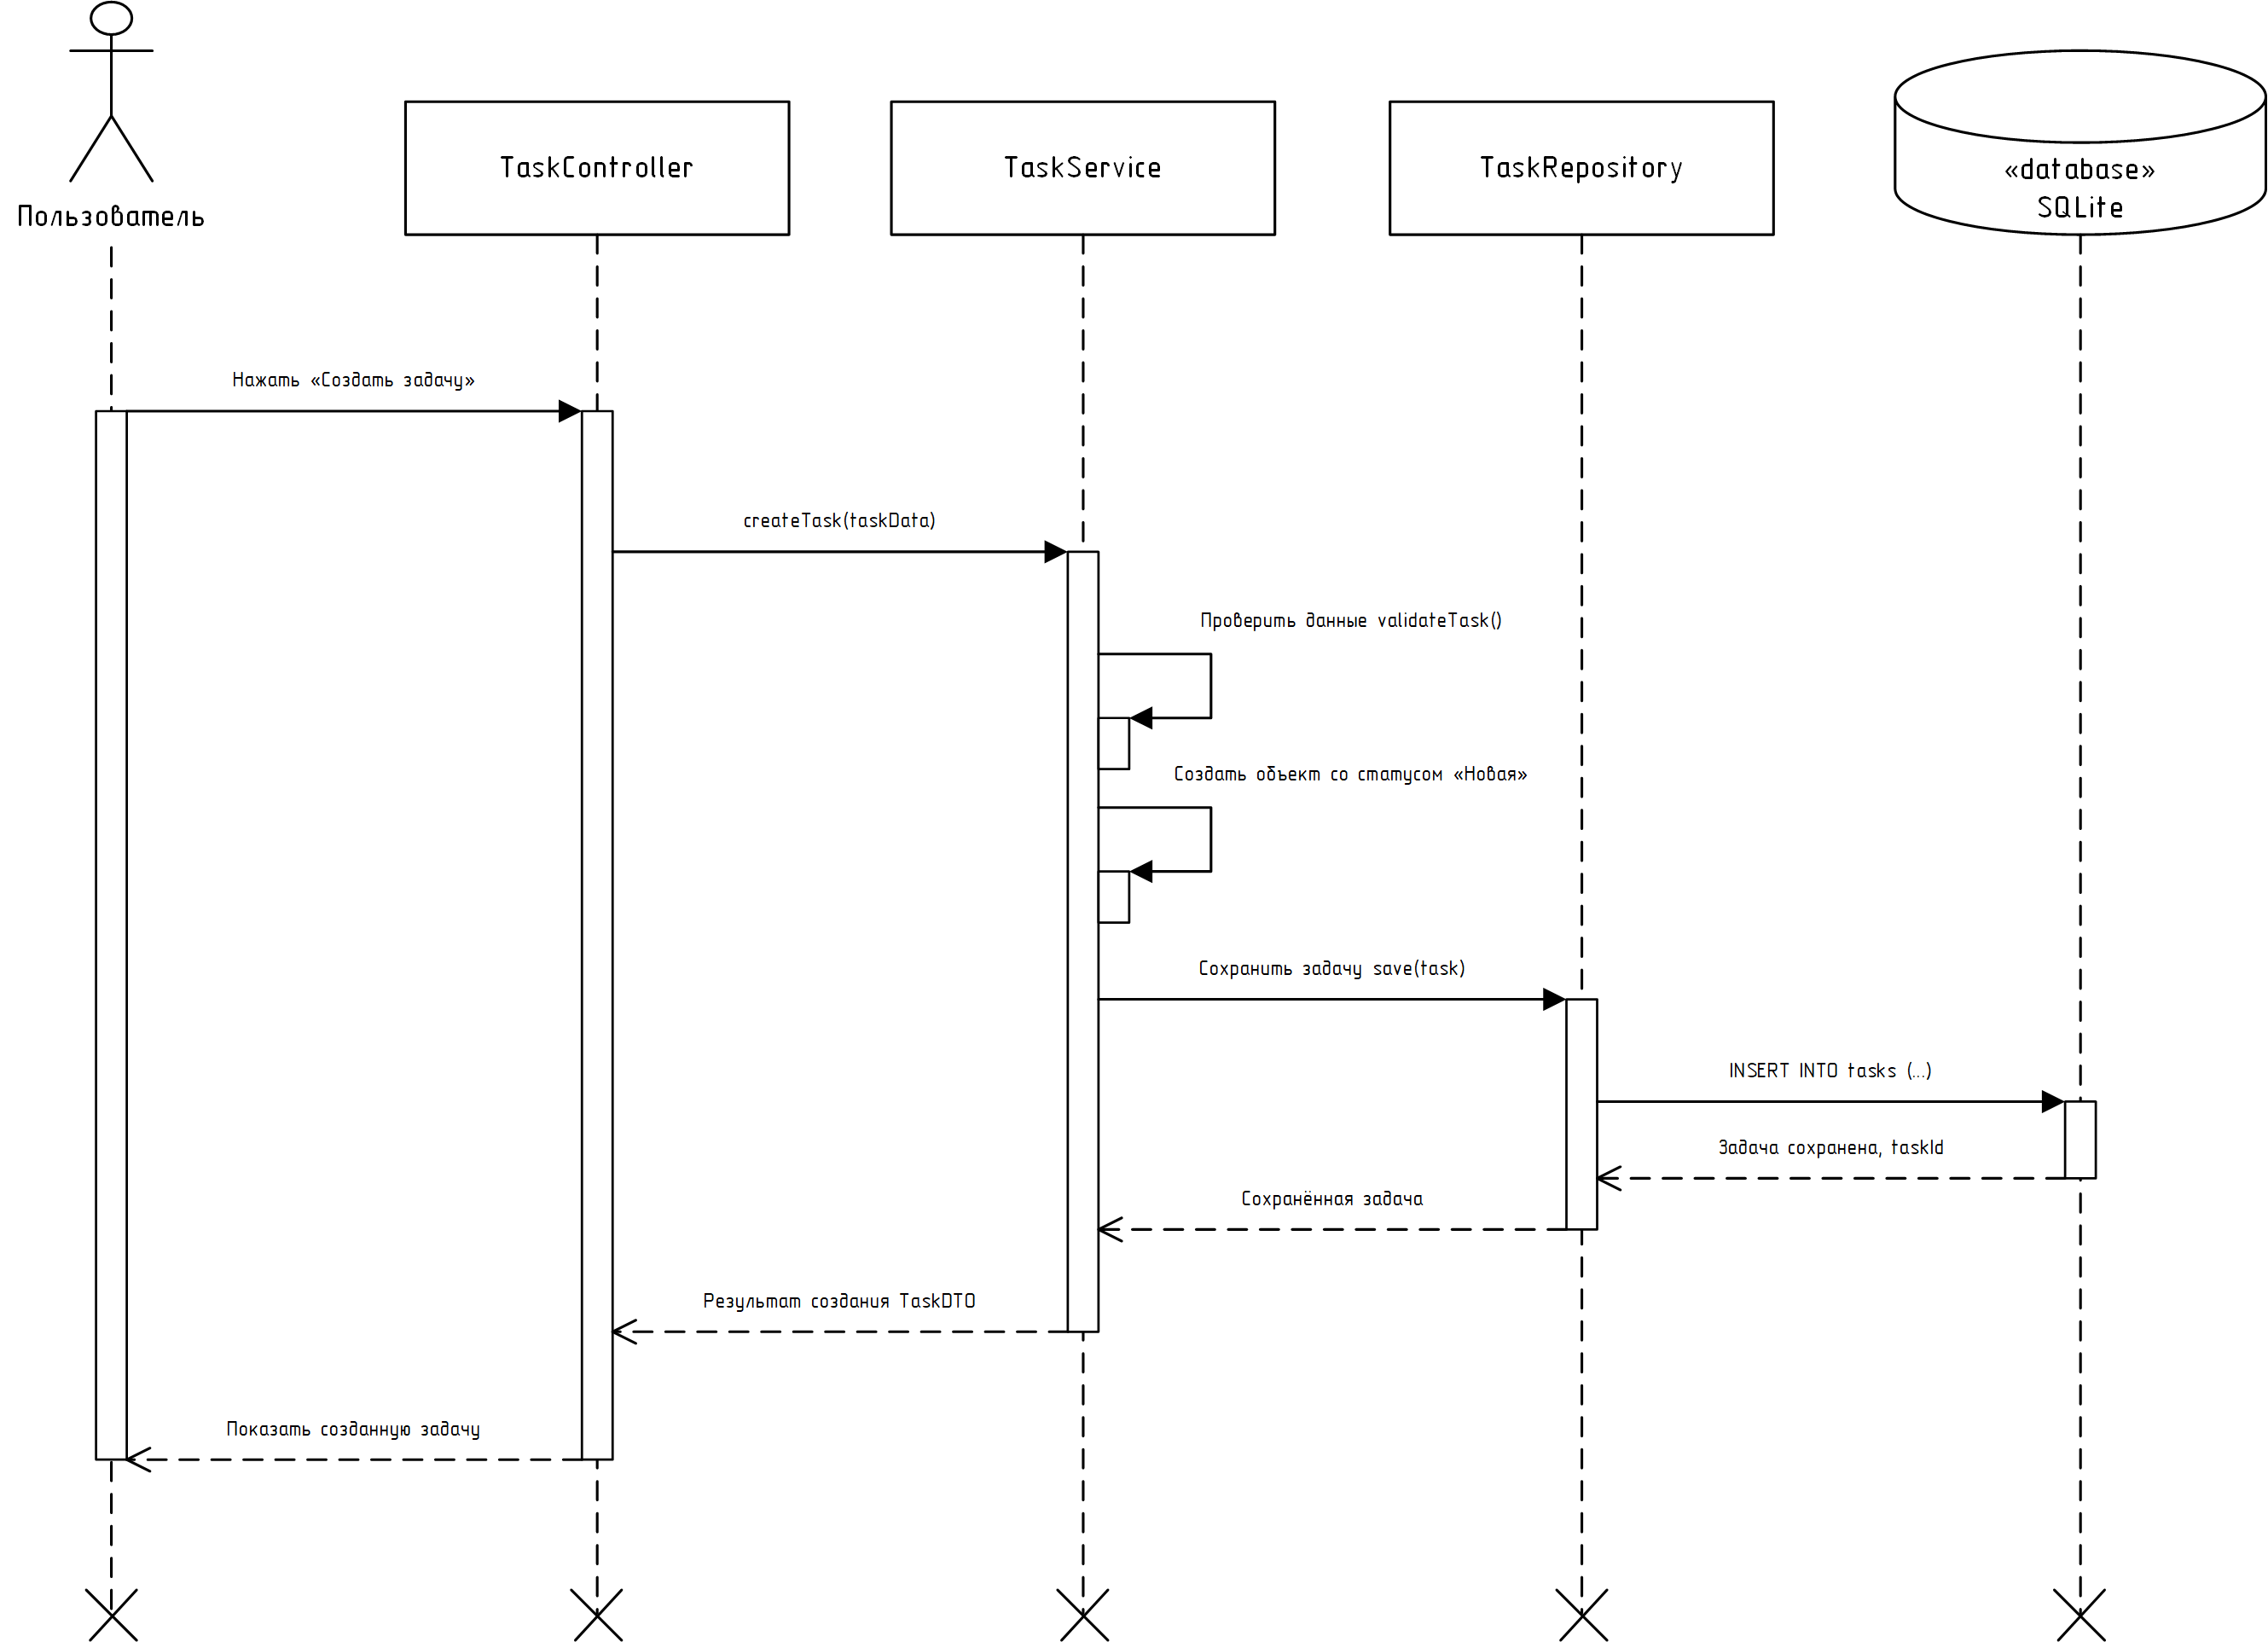 Пользователь
TaskController
TaskService
TaskRepository
«database»
SQLite
Нажать «Создать задачу»
createTask(taskData)
Проверить данные validateTask()
Создать объект со статусом «Новая»
Сохранить задачу save(task)
INSERT INTO tasks (...)
Задача сохранена, taskId
Сохранённая задача
Результат создания TaskDTO
Показать созданную задачу